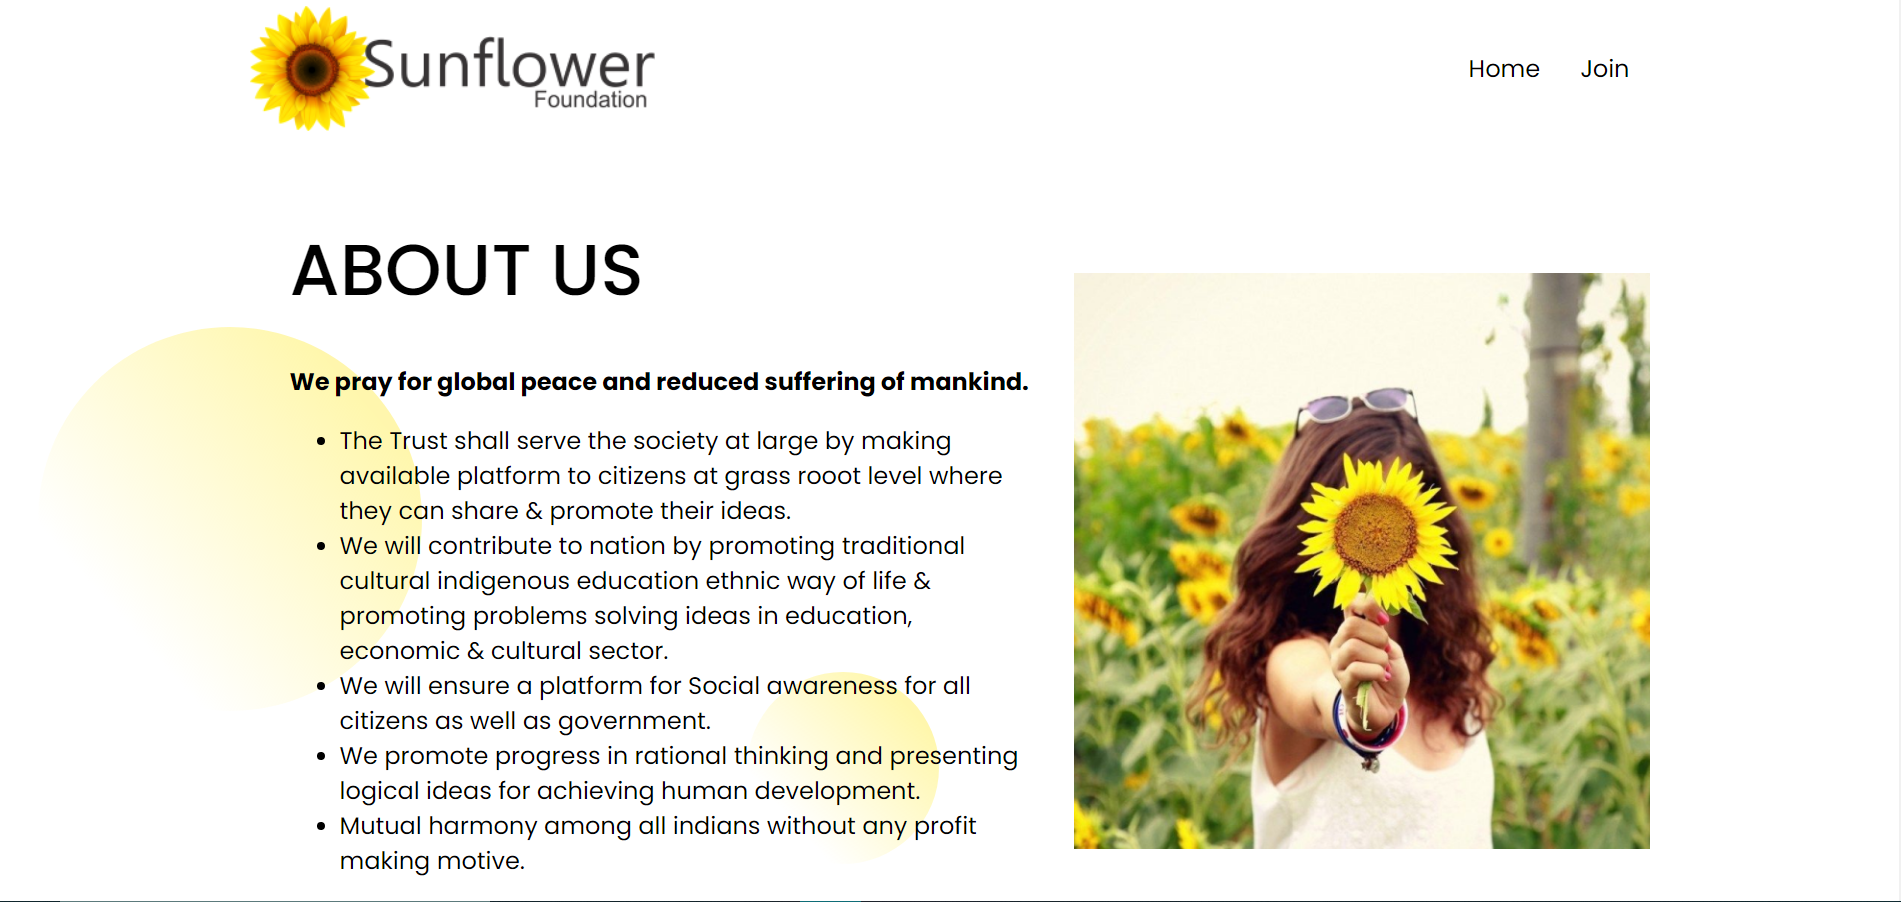 Sunflower
Foundation
Home
Join
ABOUT US
We pray for global peace and reduced suffering of mankind.
• The Trust shall serve the society at large by making
available platform to citizens at grass rooot level where
they can share & promote their ideas.
• We will contribute to nation by promoting traditional
cultural indigenous education ethnic way of life &
promoting problems solving ideas in education,
economic & cultural sector.
• We will ensure a platform for Social awareness for all
citizens as well as government.
• We promote progress in rational thinking and presenting
logical ideas for achieving human development.
• Mutual harmony among all indians without any profit
making motive.